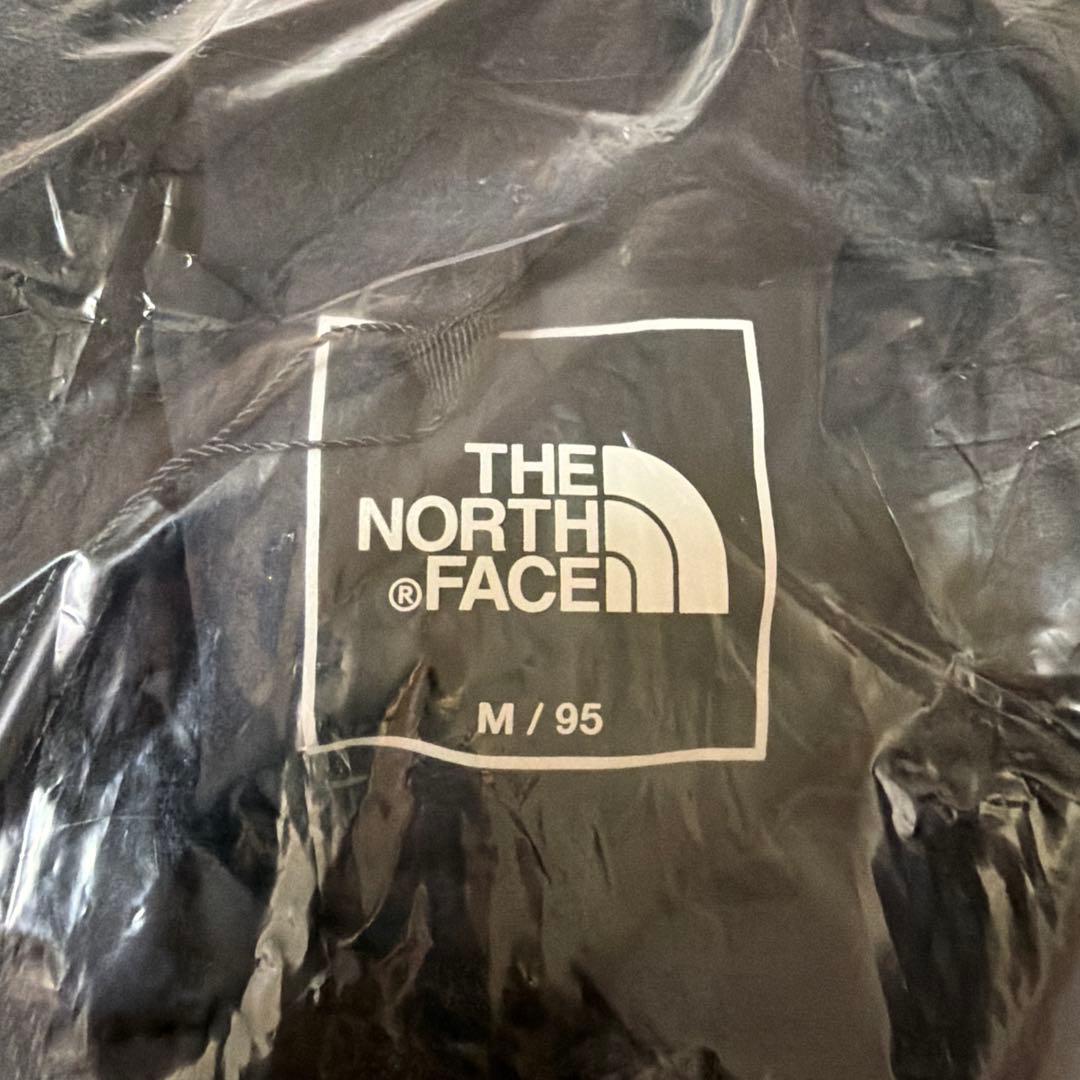 THE
NORTH
®FACE
M / 95